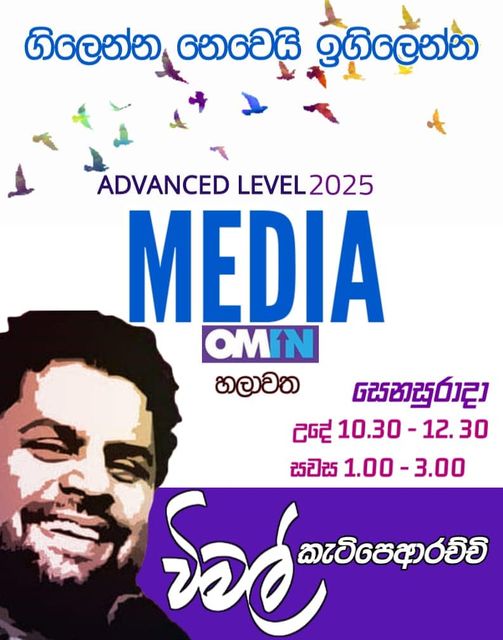 ගිලෙන්න නෙවෙයි ඉගිලෙන්න
ADVANCED LEVEL 2025
MEDIA
OMIN
හලාවත
සෙනසුරාදා
උදේ 10.30 - 12. 30
සවස 1.00 - 3.00
විමල් කැටිපෙආරච්චි